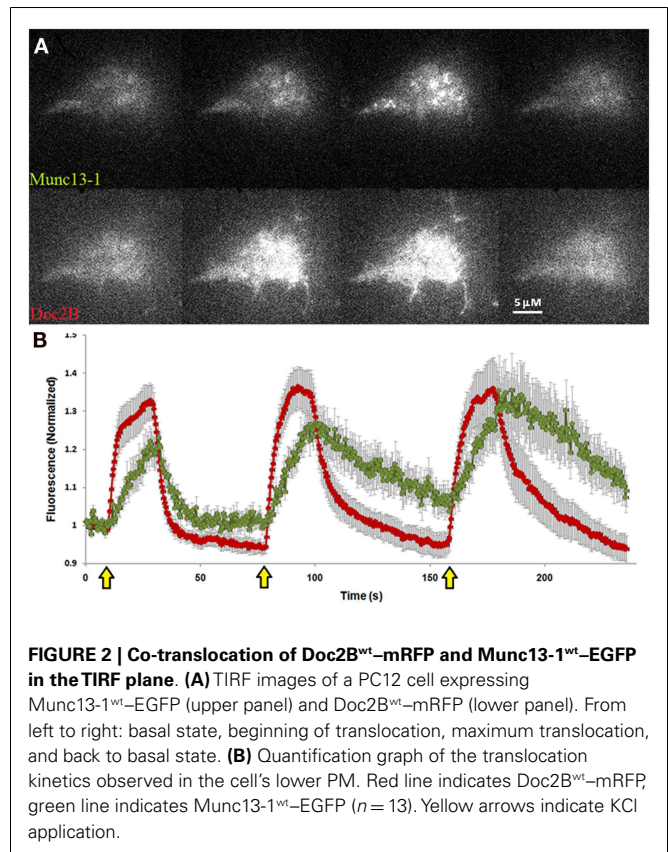 A
Munc13-1
Doc2B
5 µM
B
Fluorescence (Normalized)
1.5
1.4
1.3
1.2
1.1
1
0.9
0
50
100
150
200
Time (s)
FIGURE 2 | Co-translocation of Doc2Bwt–mRFP and Munc13-1wt–EGFP
in the TIRF plane. (A) TIRF images of a PC12 cell expressing
Munc13-1wt–EGFP (upper panel) and Doc2Bwt–mRFP (lower panel). From
left to right: basal state, beginning of translocation, maximum translocation,
and back to basal state. (B) Quantification graph of the translocation
kinetics observed in the cell's lower PM. Red line indicates Doc2Bwt–mRFP,
green line indicates Munc13-1wt–EGFP (n = 13). Yellow arrows indicate KCl
application.